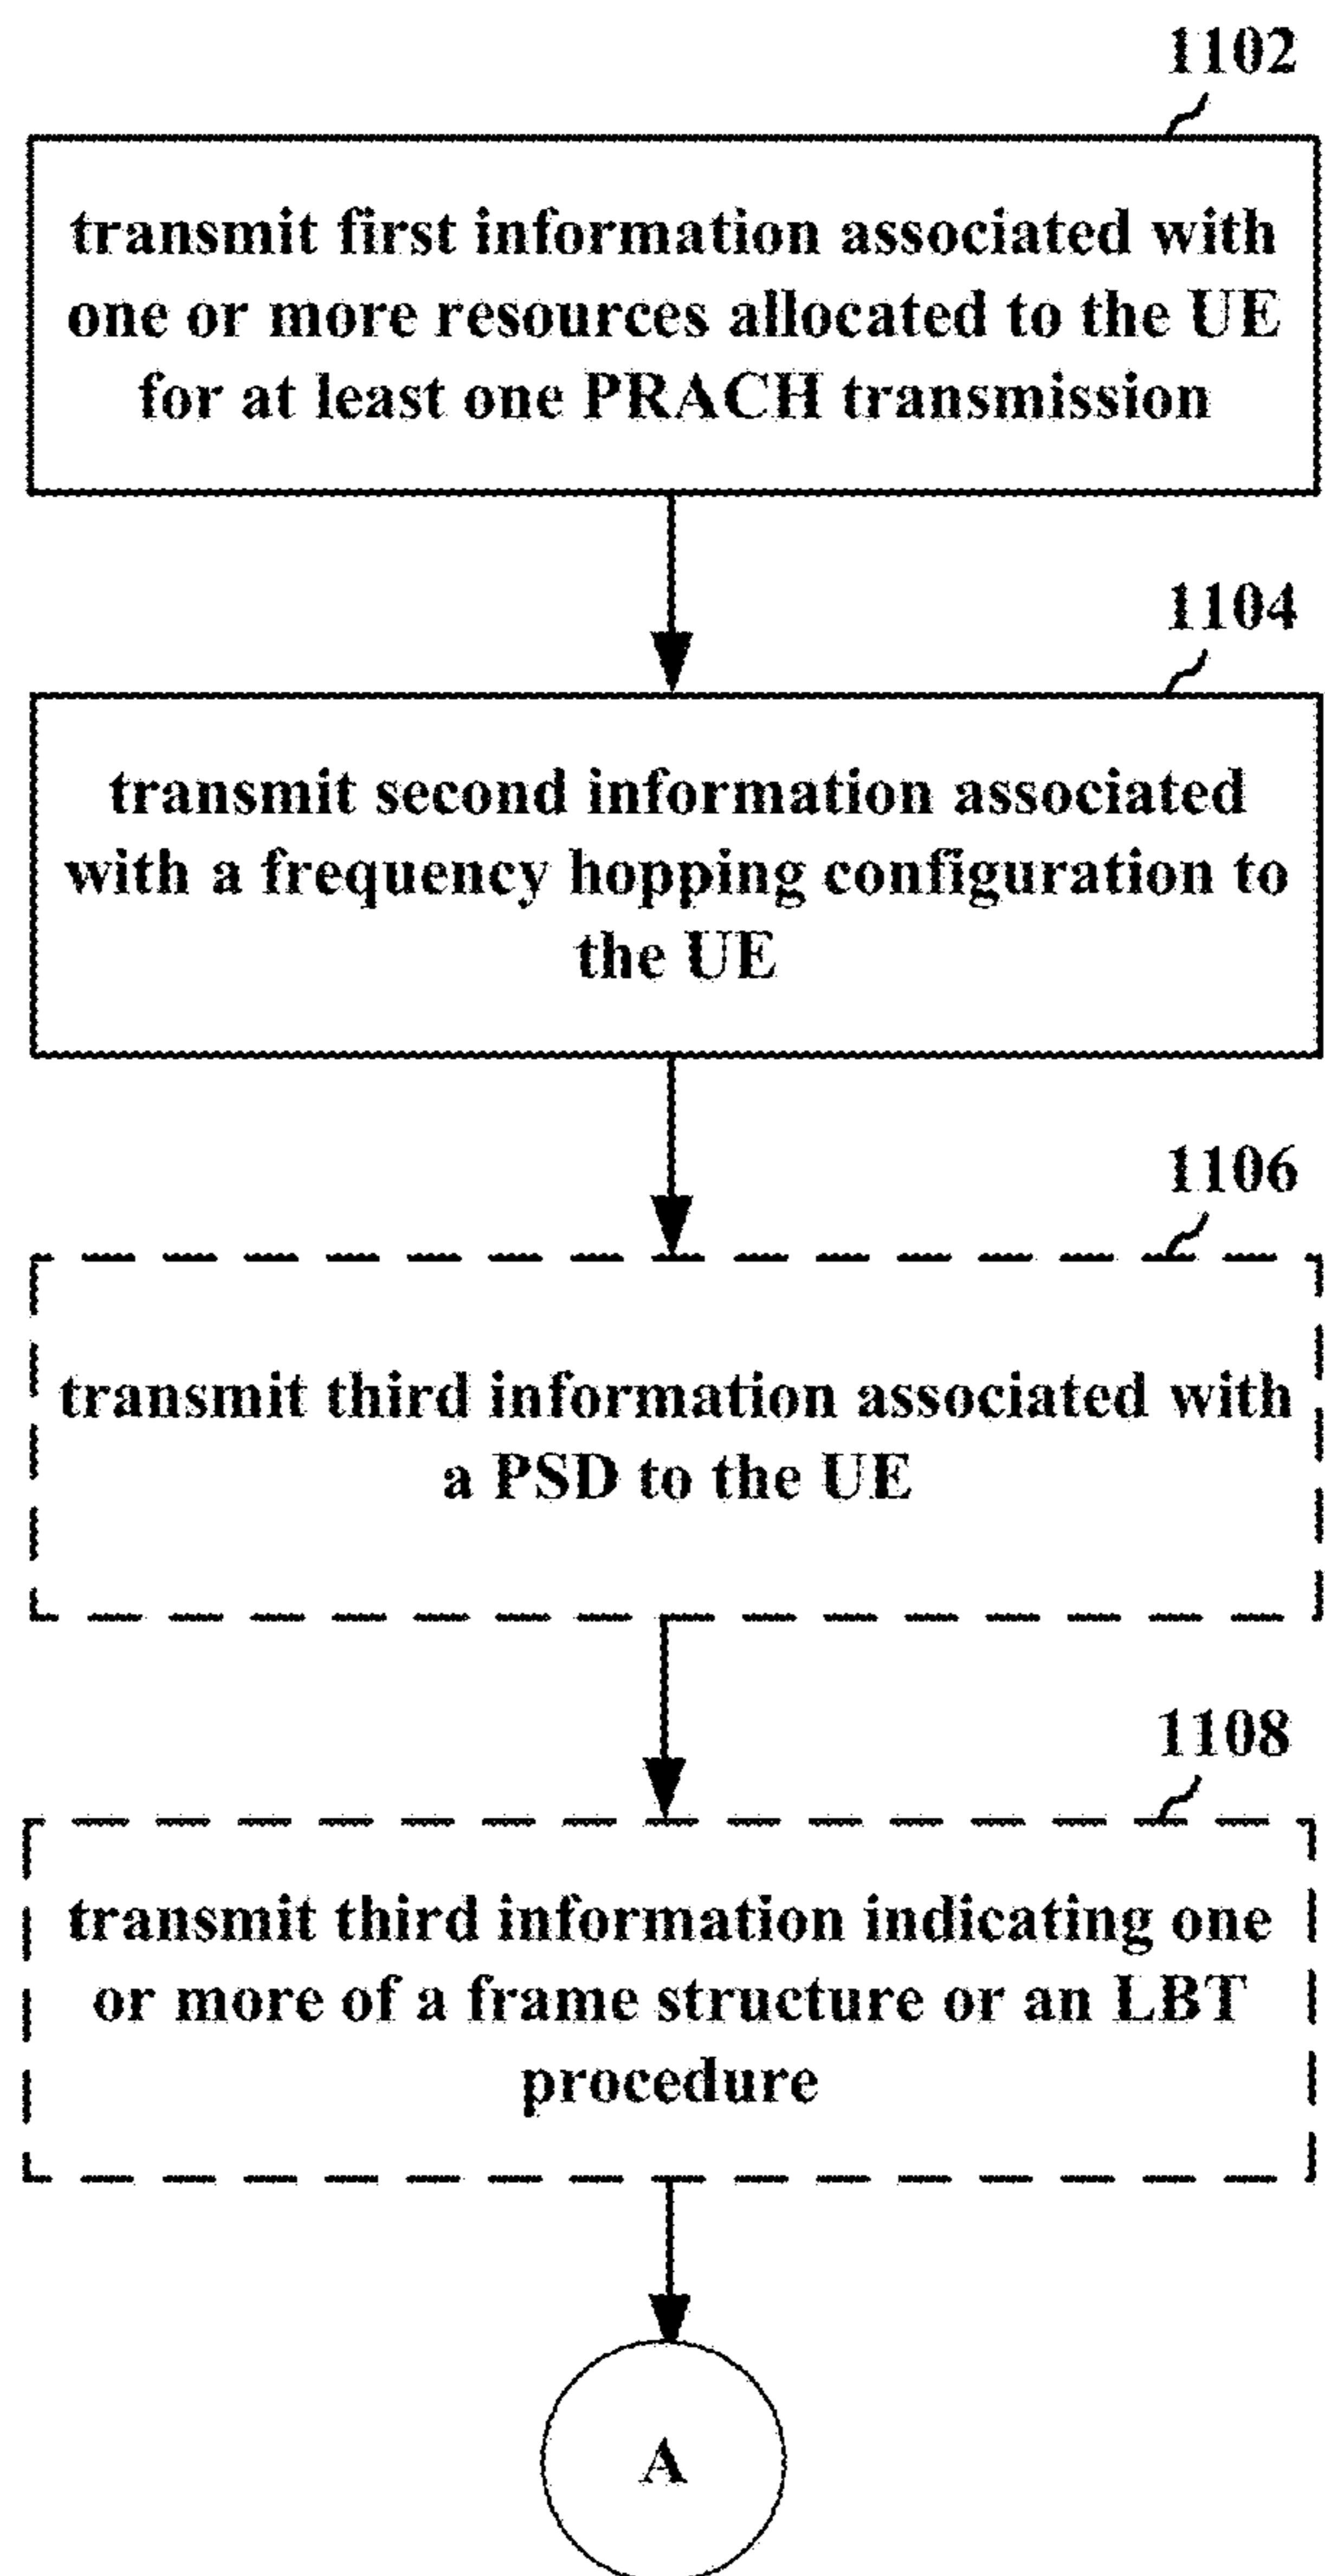 1102
transmit first information associated with
one or more resources allocated to the UE
for at least one PRACH transmission
1104
transmit second information associated
with a frequency hopping configuration to
the UE
1106
transmit third information associated with
a PSD to the UE
1108
transmit third information indicating one
or more of a frame structure or an LBT
procedure
A